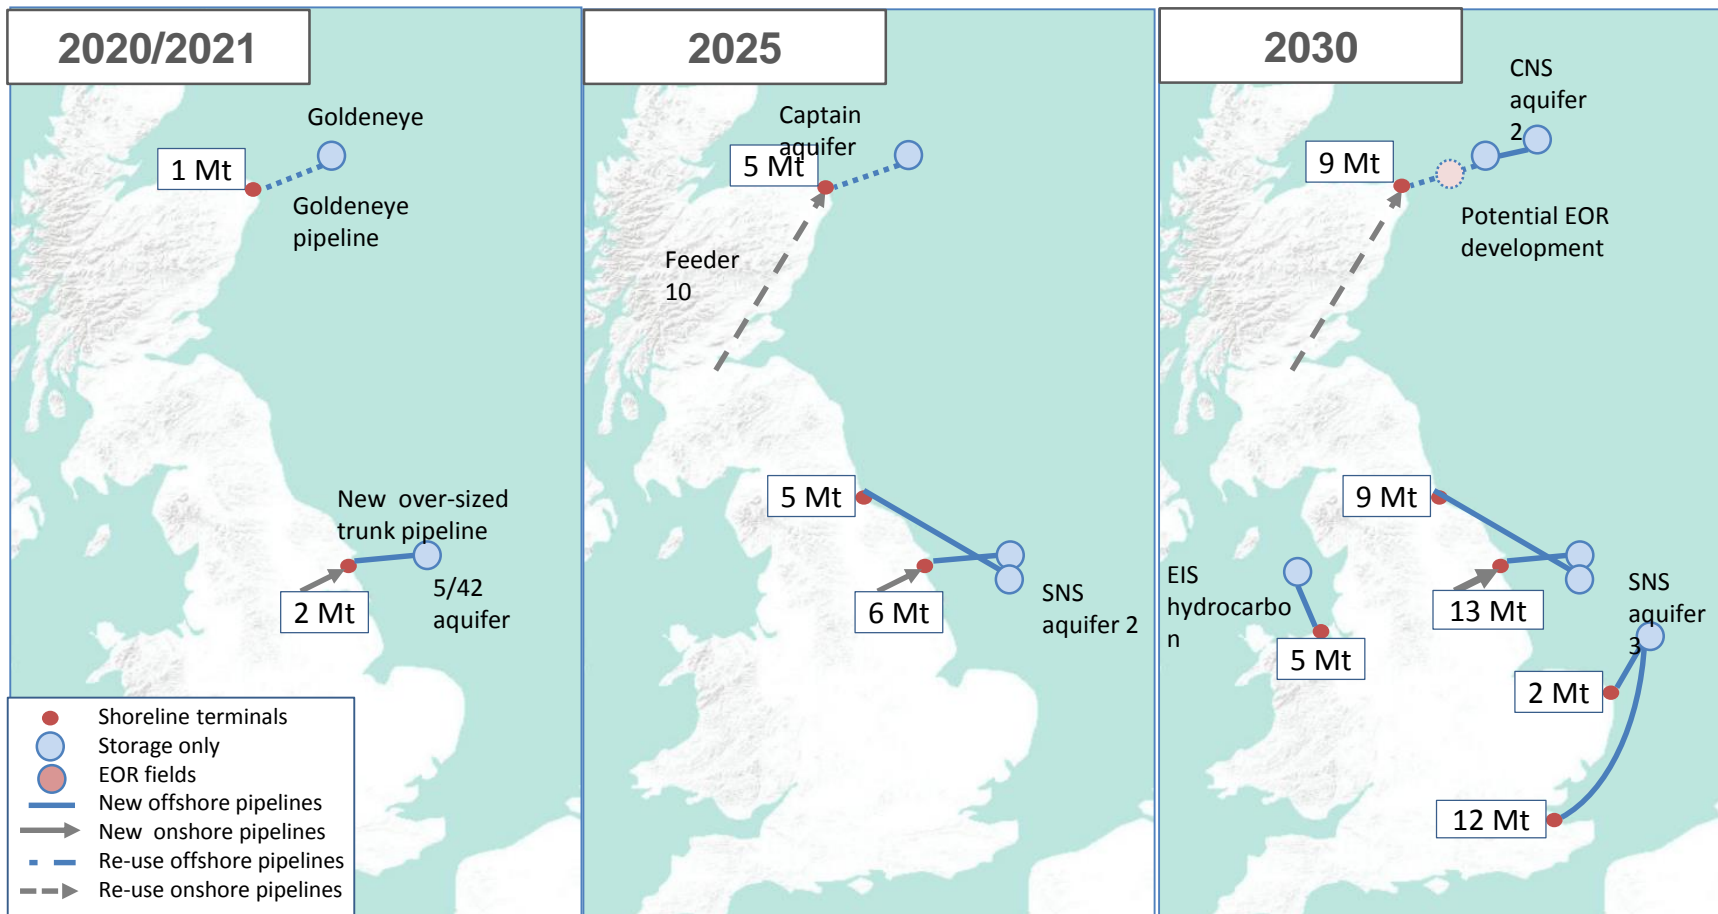 2020/2021
Goldeneye
1 Mt
Goldeneye
pipeline
New over-sized
trunk pipeline
5/42
aquifer
2 Mt
Shoreline terminals
Storage only
EOR fields
New offshore pipelines
New onshore pipelines
Re-use offshore pipelines
Re-use onshore pipelines
2025
Captain
aquifer
5 Mt
Feeder
10
5 Mt
6 Mt
SNS
aquifer 2
2030
CNS
aquifer
2
9 Mt
Potential EOR
development
9 Mt
EIS
hydrocarbo
n
13 Mt
SNS
aquifer
3
5 Mt
2 Mt
12 Mt